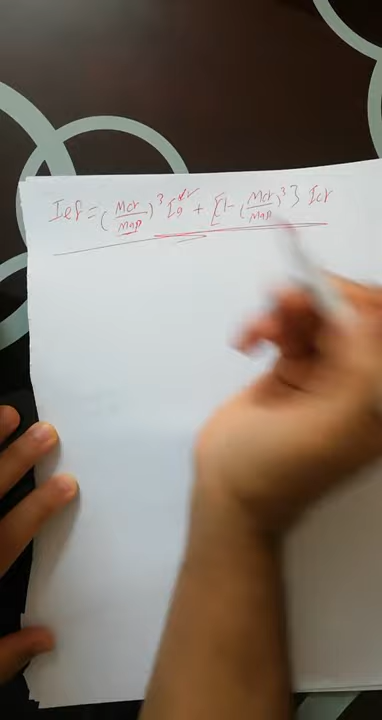 Ief = (Mcr/Map)^3 Ig + [1 - (Mcr/Map)^3] Icr